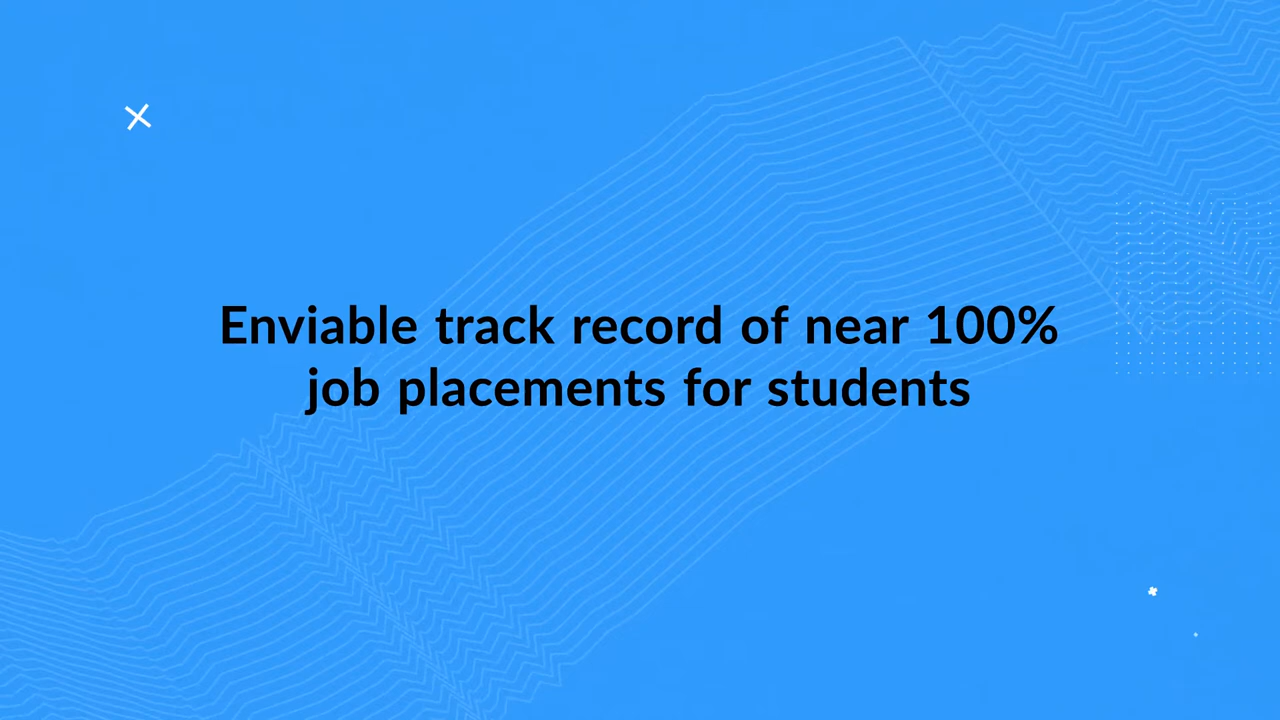 Enviable track record of near 100%
job placements for students